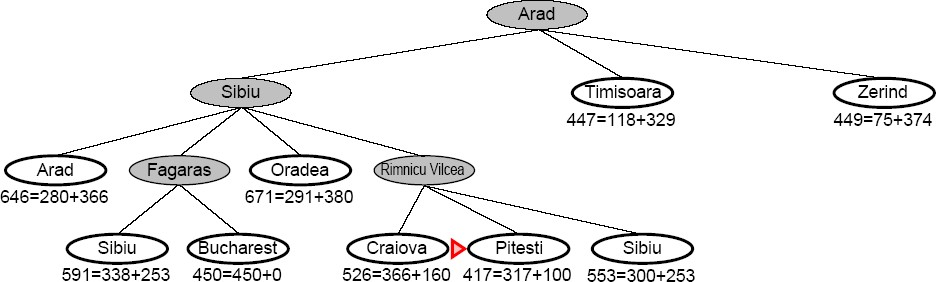 Arad
Sibiu Timisoara Zerind
447=118+329 449=75+374
Arad Fagaras Oradea Rimnicu Vilcea
646=280+366 671=291+380
Sibiu Bucharest Craiova Pitesti Sibiu
591=338+253 450=450+0 526=366+160 417=317+100 553=300+253